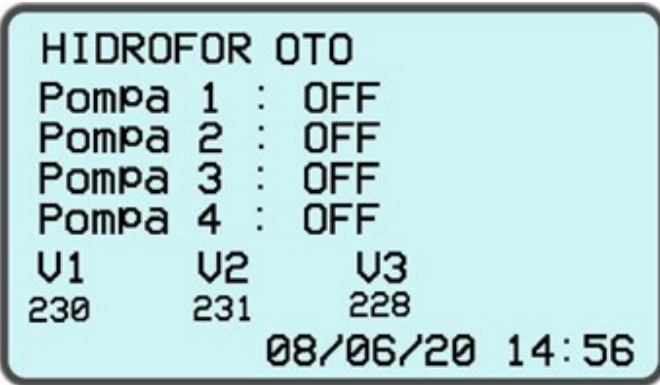 HIDROFOR OTO
Pompa 1 : OFF
Pompa 2 : OFF
Pompa 3 : OFF
Pompa 4 : OFF
V1 V2 V3
230 231 228
08/06/20 14:56